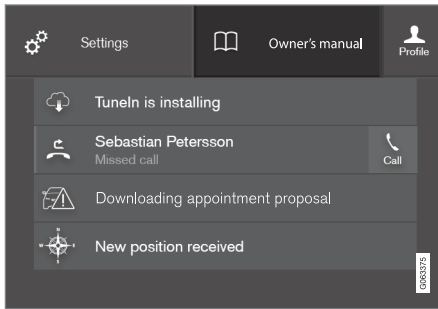 Settings
Owner's manual
Profile
TuneIn is installing
Sebastian Petersson
Missed call
Call
Downloading appointment proposal
N
W
E
S
New position received
G063375